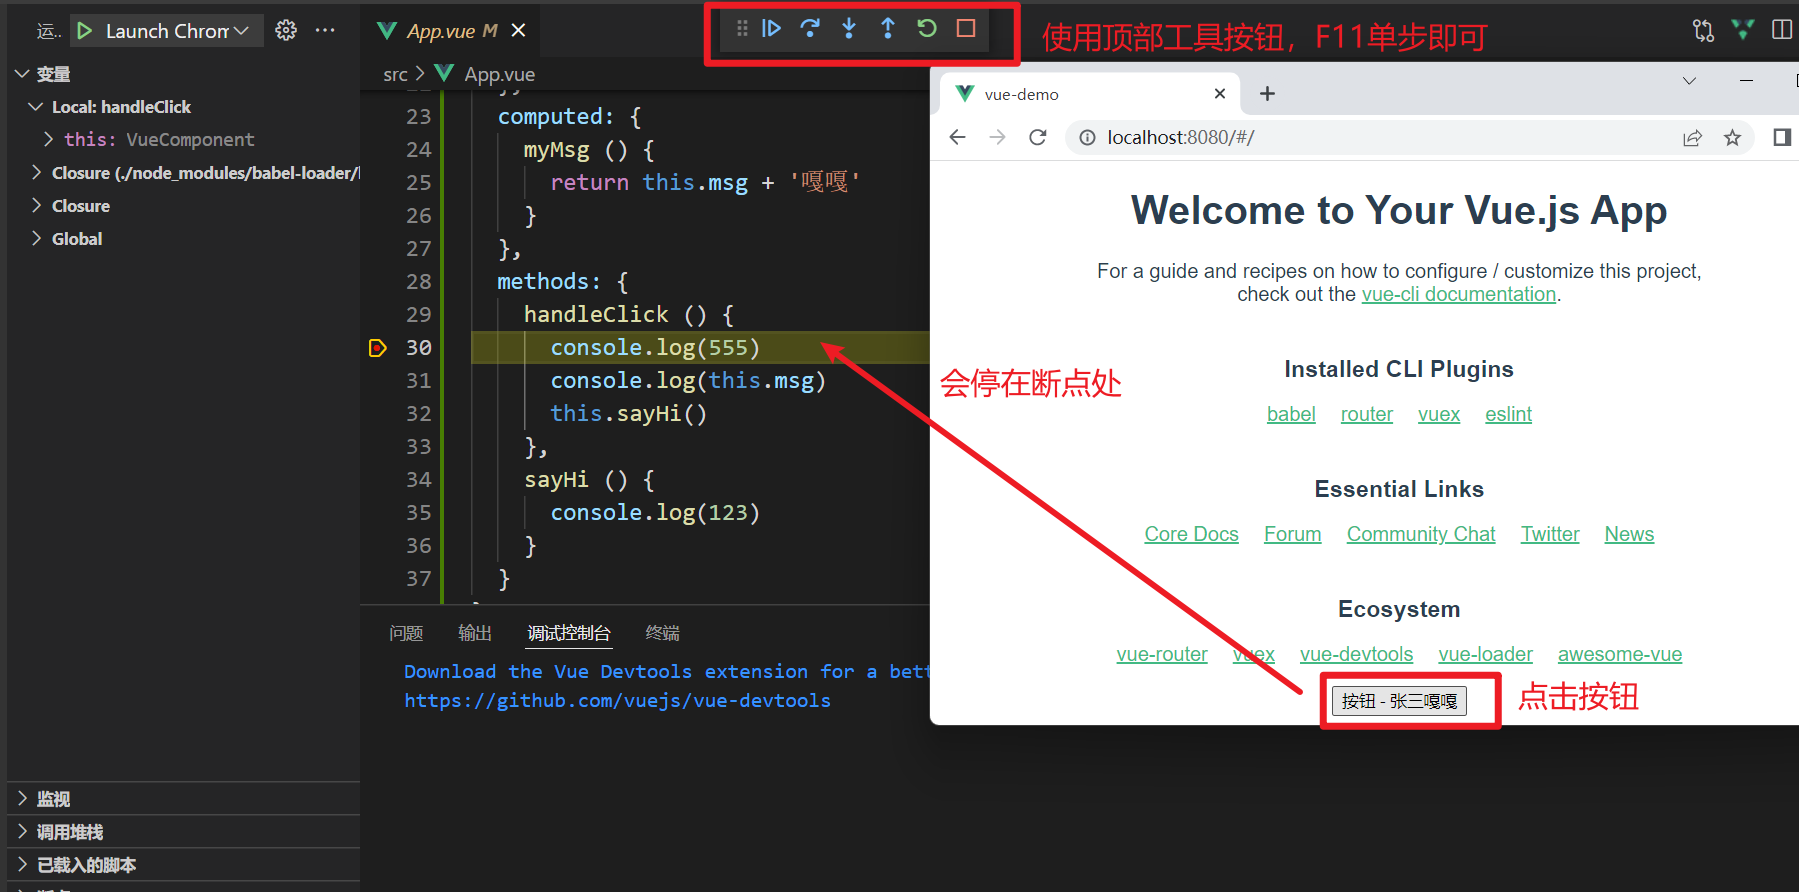 运..
Launch Chrom
App.vue M
使用顶部工具按钮，F11单步即可
变量
Local: handleClick
this: VueComponent
Closure (./node_modules/babel-loader/l
Closure
Global
src > App.vue
23 computed: {
24 myMsg () {
25 return this.msg + '嘎嘎'
26 }
27 },
28 methods: {
29 handleClick () {
30 console.log(555)
31 console.log(this.msg)
32 this.sayHi()
33 },
34 sayHi () {
35 console.log(123)
36 }
37 }
会停在断点处
问题 输出 调试控制台 终端
Download the Vue Devtools extension for a bett
https://github.com/vuejs/vue-devtools
监视
调用堆栈
已载入的脚本
vue-demo
localhost:8080/#/
Welcome to Your Vue.js App
For a guide and recipes on how to configure / customize this project,
check out the vue-cli documentation.
Installed CLI Plugins
babel router vuex eslint
Essential Links
Core Docs Forum Community Chat Twitter News
Ecosystem
vue-router vuex vue-devtools vue-loader awesome-vue
按钮 - 张三嘎嘎
点击按钮